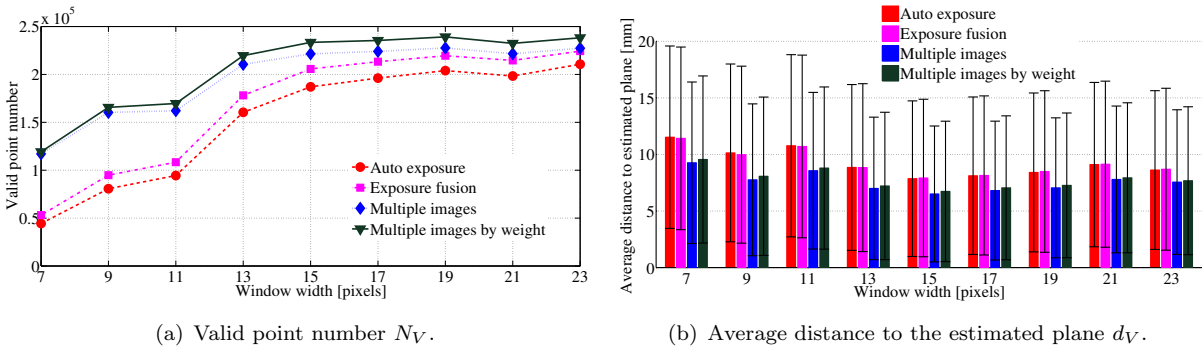 x 10^5
2.5
2
1.5
1
0.5
0
Valid point number
7 9 11 13 15 17 19 21 23
Window width [pixels]
Auto exposure
Exposure fusion
Multiple images
Multiple images by weight
(a) Valid point number N_V.
Auto exposure
Exposure fusion
Multiple images
Multiple images by weight
20
15
10
5
0
Average distance to estimated plane [mm]
7 9 11 13 15 17 19 21 23
Window width [pixels]
(b) Average distance to the estimated plane d_V.